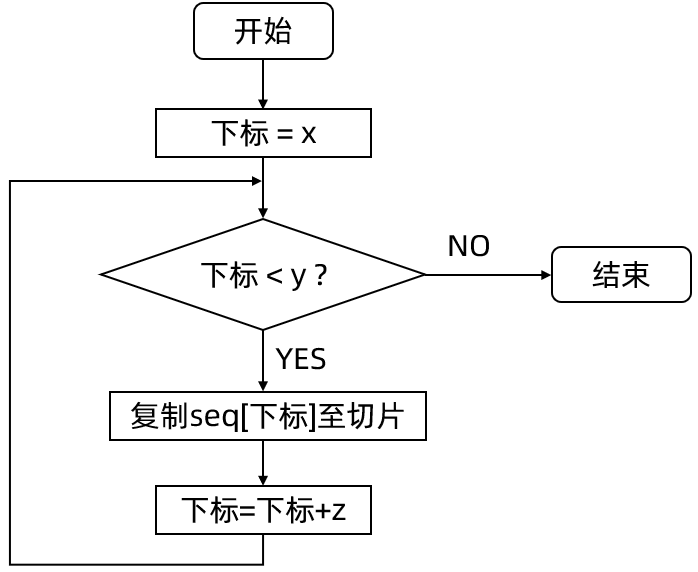 开始
下标 = x
下标 < y ?
NO
结束
YES
复制seq[下标]至切片
下标=下标+z